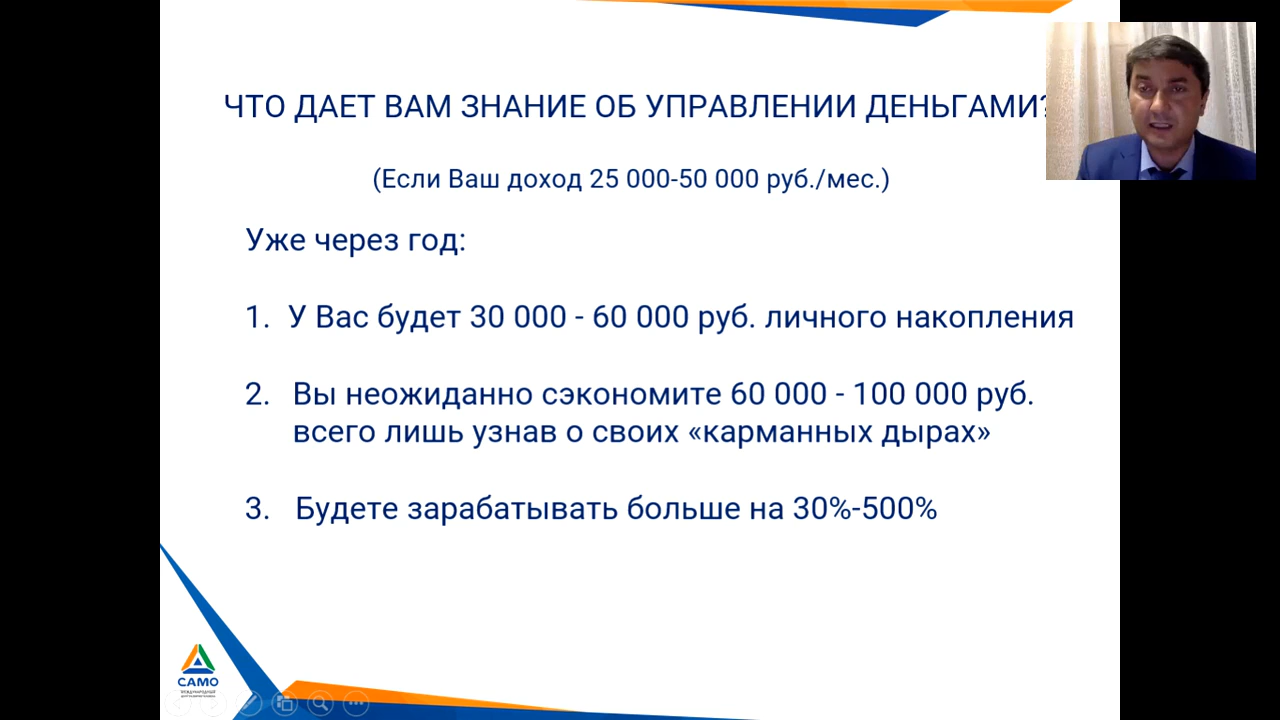 ЧТО ДАЕТ ВАМ ЗНАНИЕ ОБ УПРАВЛЕНИИ ДЕНЬГАМИ?
(Если Ваш доход 25 000-50 000 руб./мес.)
Уже через год:
1. У Вас будет 30 000 - 60 000 руб. личного накопления
2. Вы неожиданно сэкономите 60 000 - 100 000 руб.
всего лишь узнав о своих «карманных дырах»
3. Будете зарабатывать больше на 30%-500%
САМО